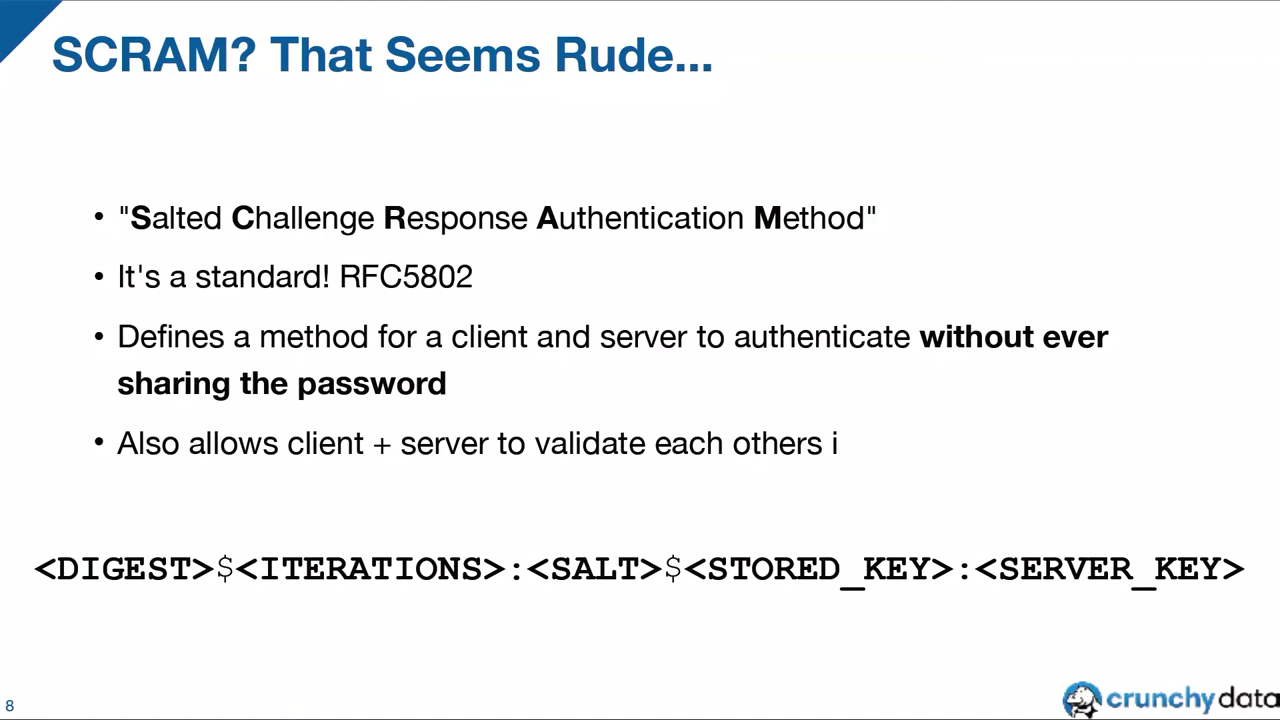 SCRAM? That Seems Rude...
• "Salted Challenge Response Authentication Method"
• It's a standard! RFC5802
• Defines a method for a client and server to authenticate without ever
sharing the password
• Also allows client + server to validate each others i
<DIGEST>$<ITERATIONS>:<SALT>$<STORED_KEY>:<SERVER_KEY>
8
crunchydata